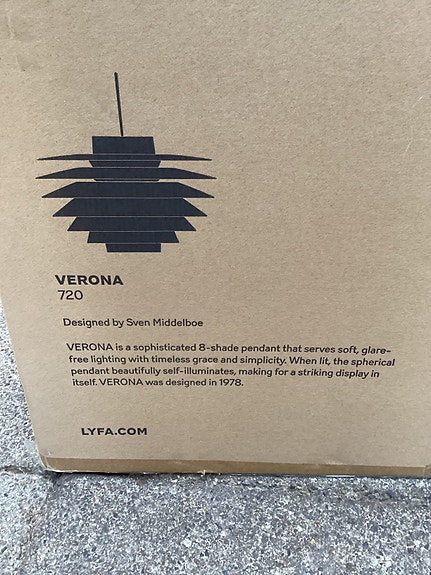 VERONA
720
Designed by Sven Middelboe
VERONA is a sophisticated 8-shade pendant that serves soft, glare-
free lighting with timeless grace and simplicity. When lit, the spherical
pendant beautifully self-illuminates, making for a striking display in
itself. VERONA was designed in 1978.
LYFA.COM